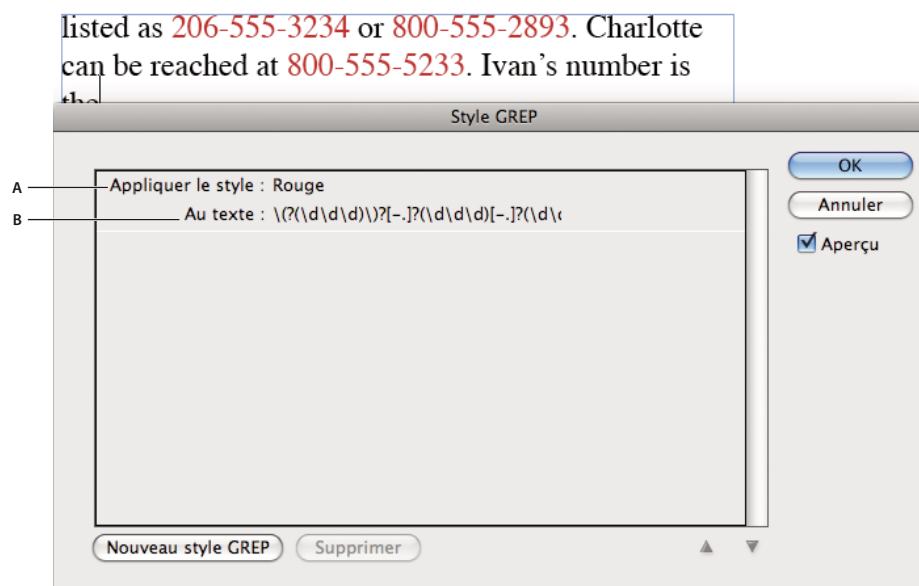 listed as 206-555-3234 or 800-555-2893. Charlotte
can be reached at 800-555-5233. Ivan’s number is
the
Style GREP
A
Appliquer le style : Rouge
B
Au texte : \(?(\d\d\d)\)?[-.]?(\d\d\d)[-.]?(\d\
OK
Annuler
Aperçu
Nouveau style GREP
Supprimer